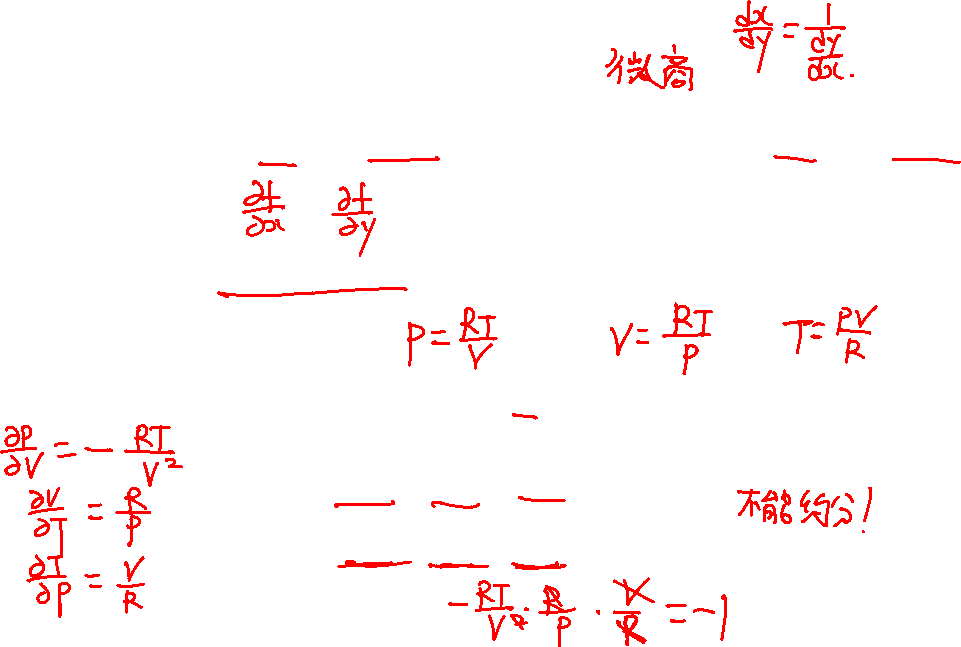 微商 dx/dy = 1/(dy/dx).
∂f/∂x ∂f/∂y
P=RT/V V=RT/P T=PV/R
∂P/∂V = -RT/V²
∂V/∂T = R/P
不能约分!
∂T/∂P = V/R
-RT/V² · R/P · V/R = -1